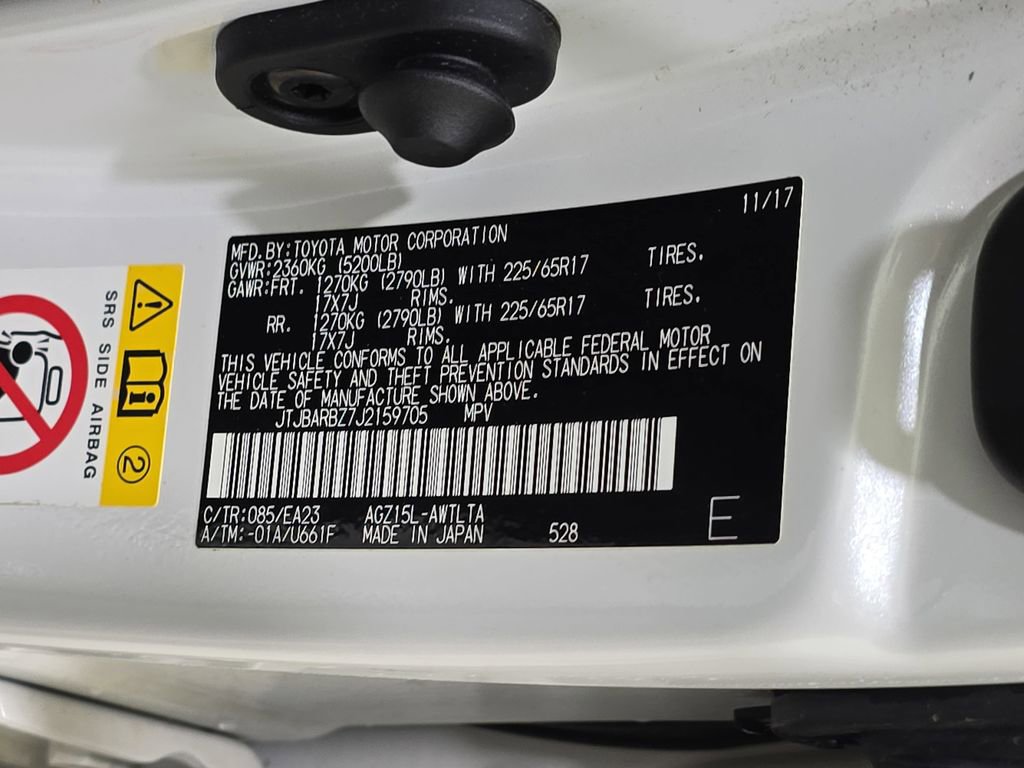 11/17
MFD. BY: TOYOTA MOTOR CORPORATION
GVWR: 2360KG (5200LB)
GAWR: FRT. 1270KG (2790LB) WITH 225/65R17 TIRES.
17X7J RIMS.
RR. 1270KG (2790LB) WITH 225/65R17 TIRES.
17X7J RIMS.
THIS VEHICLE CONFORMS TO ALL APPLICABLE FEDERAL MOTOR
VEHICLE SAFETY AND THEFT PREVENTION STANDARDS IN EFFECT ON
THE DATE OF MANUFACTURE SHOWN ABOVE.
JTJBARBZ7J2159705 MPV
C/TR: 085/EA23 AGZ15L-AWTLTA
A/TM: -01A/U661F MADE IN JAPAN 528
E
SRS SIDE AIRBAG
2